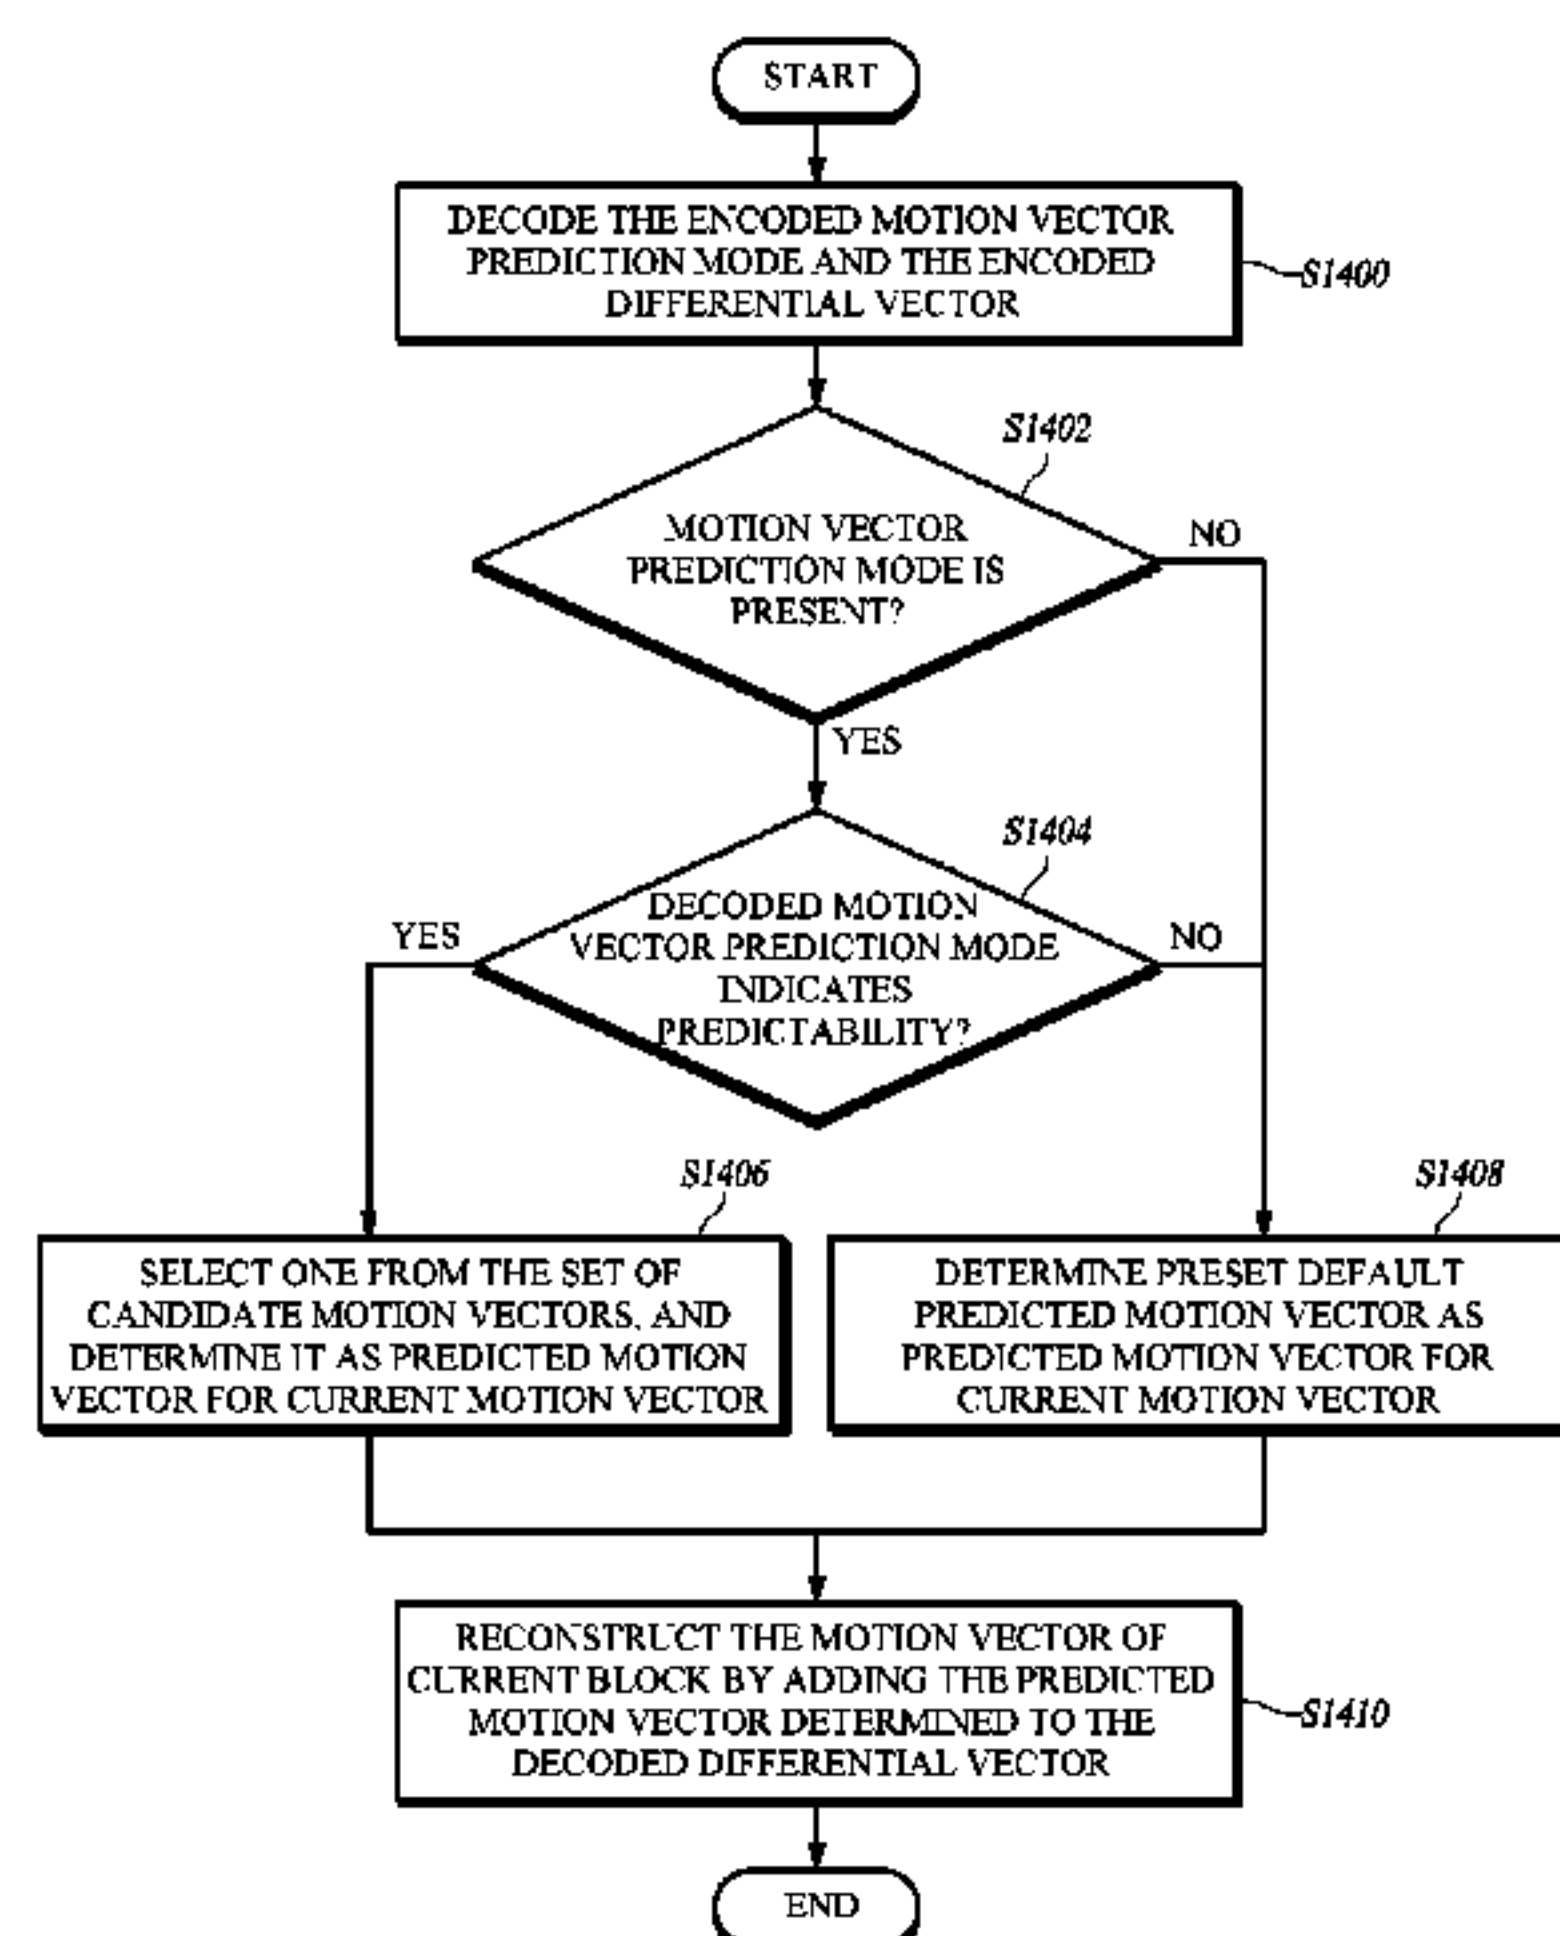 START
DECODE THE ENCODED MOTION VECTOR
PREDICTION MODE AND THE ENCODED
DIFFERENTIAL VECTOR
S1400
S1402
MOTION VECTOR
PREDICTION MODE IS
PRESENT?
NO
YES
S1404
DECODED MOTION
VECTOR PREDICTION MODE
INDICATES
PREDICTABILITY?
YES
NO
S1406
SELECT ONE FROM THE SET OF
CANDIDATE MOTION VECTORS, AND
DETERMINE IT AS PREDICTED MOTION
VECTOR FOR CURRENT MOTION VECTOR
S1408
DETERMINE PRESET DEFAULT
PREDICTED MOTION VECTOR AS
PREDICTED MOTION VECTOR FOR
CURRENT MOTION VECTOR
RECONSTRUCT THE MOTION VECTOR OF
CURRENT BLOCK BY ADDING THE PREDICTED
MOTION VECTOR DETERMINED TO THE
DECODED DIFFERENTIAL VECTOR
S1410
END